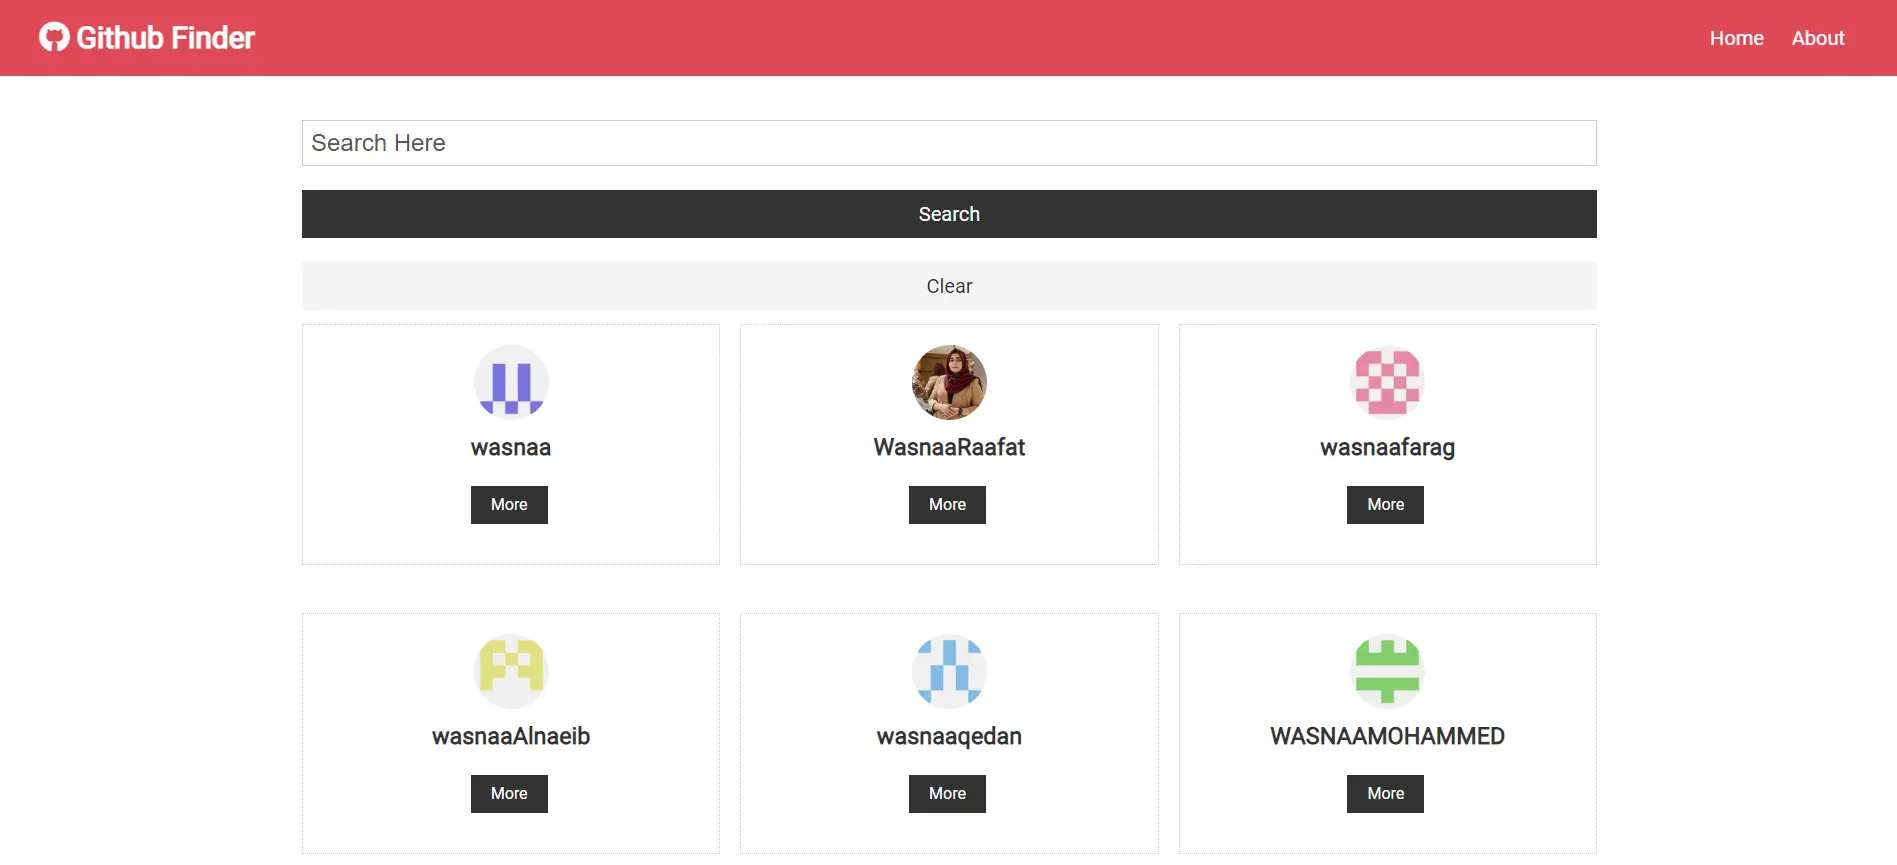 Github Finder
Home About
Search Here
Search
Clear
wasnaa WasnaaRaafat wasnaafarag
More More More
wasnaaAlnaeib wasnaaqedan WASNAAMOHAMMED
More More More